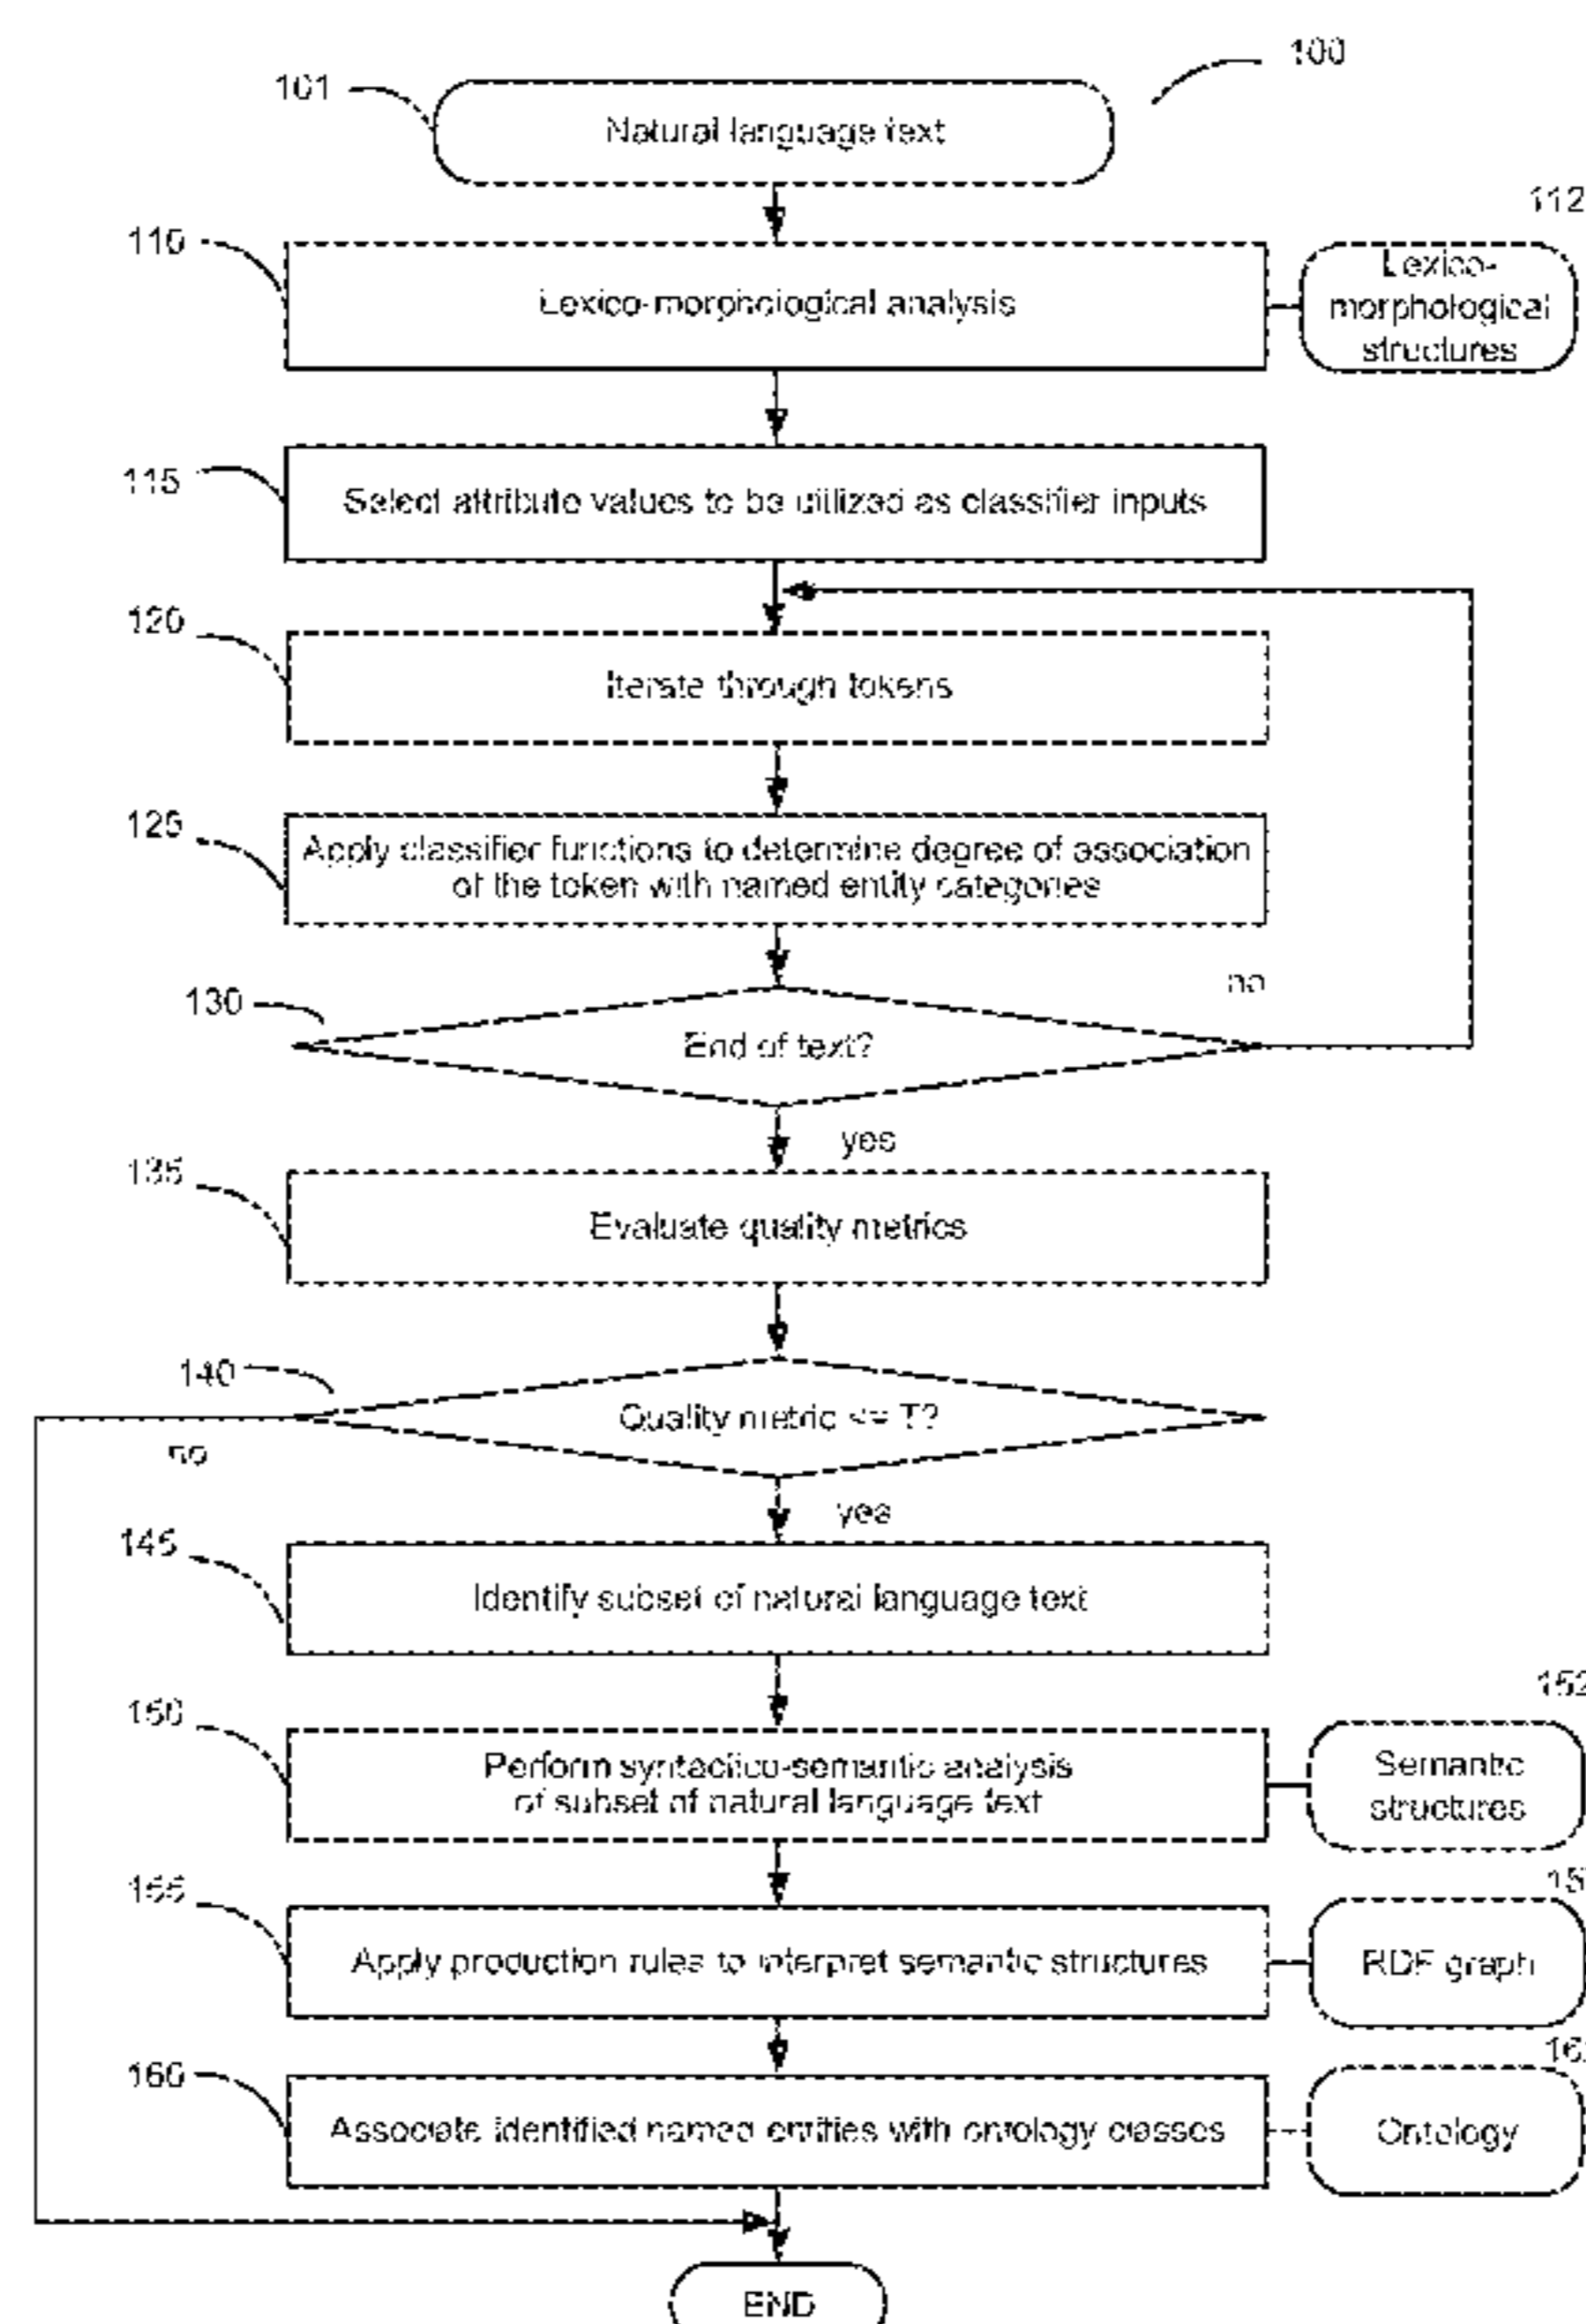 100
101
Natural language text
112
110
Lexico-morphological analysis
Lexico-
morphological
structures
115
Select attribute values to be utilized as classifier inputs
120
Iterate through tokens
125
Apply classifier functions to determine degree of association
of the token with named entity categories
no
130
End of text?
yes
135
Evaluate quality metrics
140
Quality metric <= T?
no
yes
145
Identify subset of natural language text
152
150
Perform syntactico-semantic analysis
of subset of natural language text
Semantic
structures
155
Apply production rules to interpret semantic structures
RDF graph
160
Associate identified named entities with ontology classes
Ontology
END